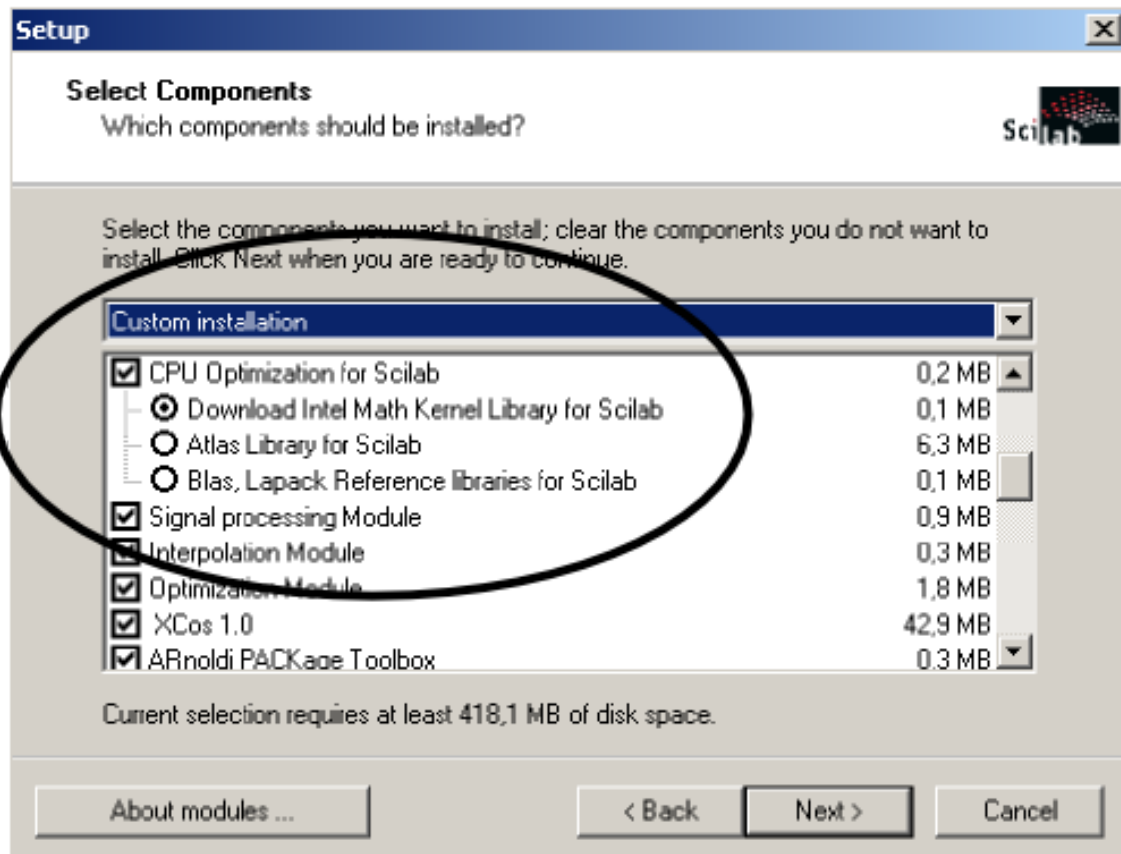 Setup
Select Components
Which components should be installed?
Scilab
Select the components you want to install; clear the components you do not want to
install. Click Next when you are ready to continue.
Custom installation
CPU Optimization for Scilab 0,2 MB
Download Intel Math Kernel Library for Scilab 0,1 MB
Atlas Library for Scilab 6,3 MB
Blas, Lapack Reference libraries for Scilab 0,1 MB
Signal processing Module 0,9 MB
Interpolation Module 0,3 MB
Optimization Module 1,8 MB
XCos 1.0 42,9 MB
ARnoldi PACKage Toolbox 0.3 MB
Current selection requires at least 418,1 MB of disk space.
About modules ... < Back Next > Cancel